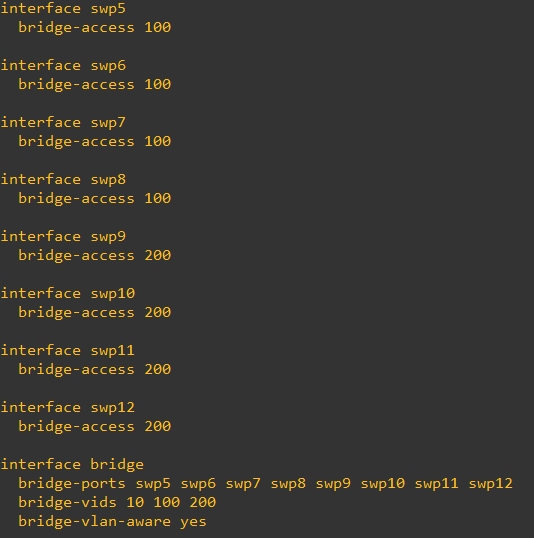 interface swp5
  bridge-access 100
interface swp6
  bridge-access 100
interface swp7
  bridge-access 100
interface swp8
  bridge-access 100
interface swp9
  bridge-access 200
interface swp10
  bridge-access 200
interface swp11
  bridge-access 200
interface swp12
  bridge-access 200
interface bridge
  bridge-ports swp5 swp6 swp7 swp8 swp9 swp10 swp11 swp12
  bridge-vids 10 100 200
  bridge-vlan-aware yes